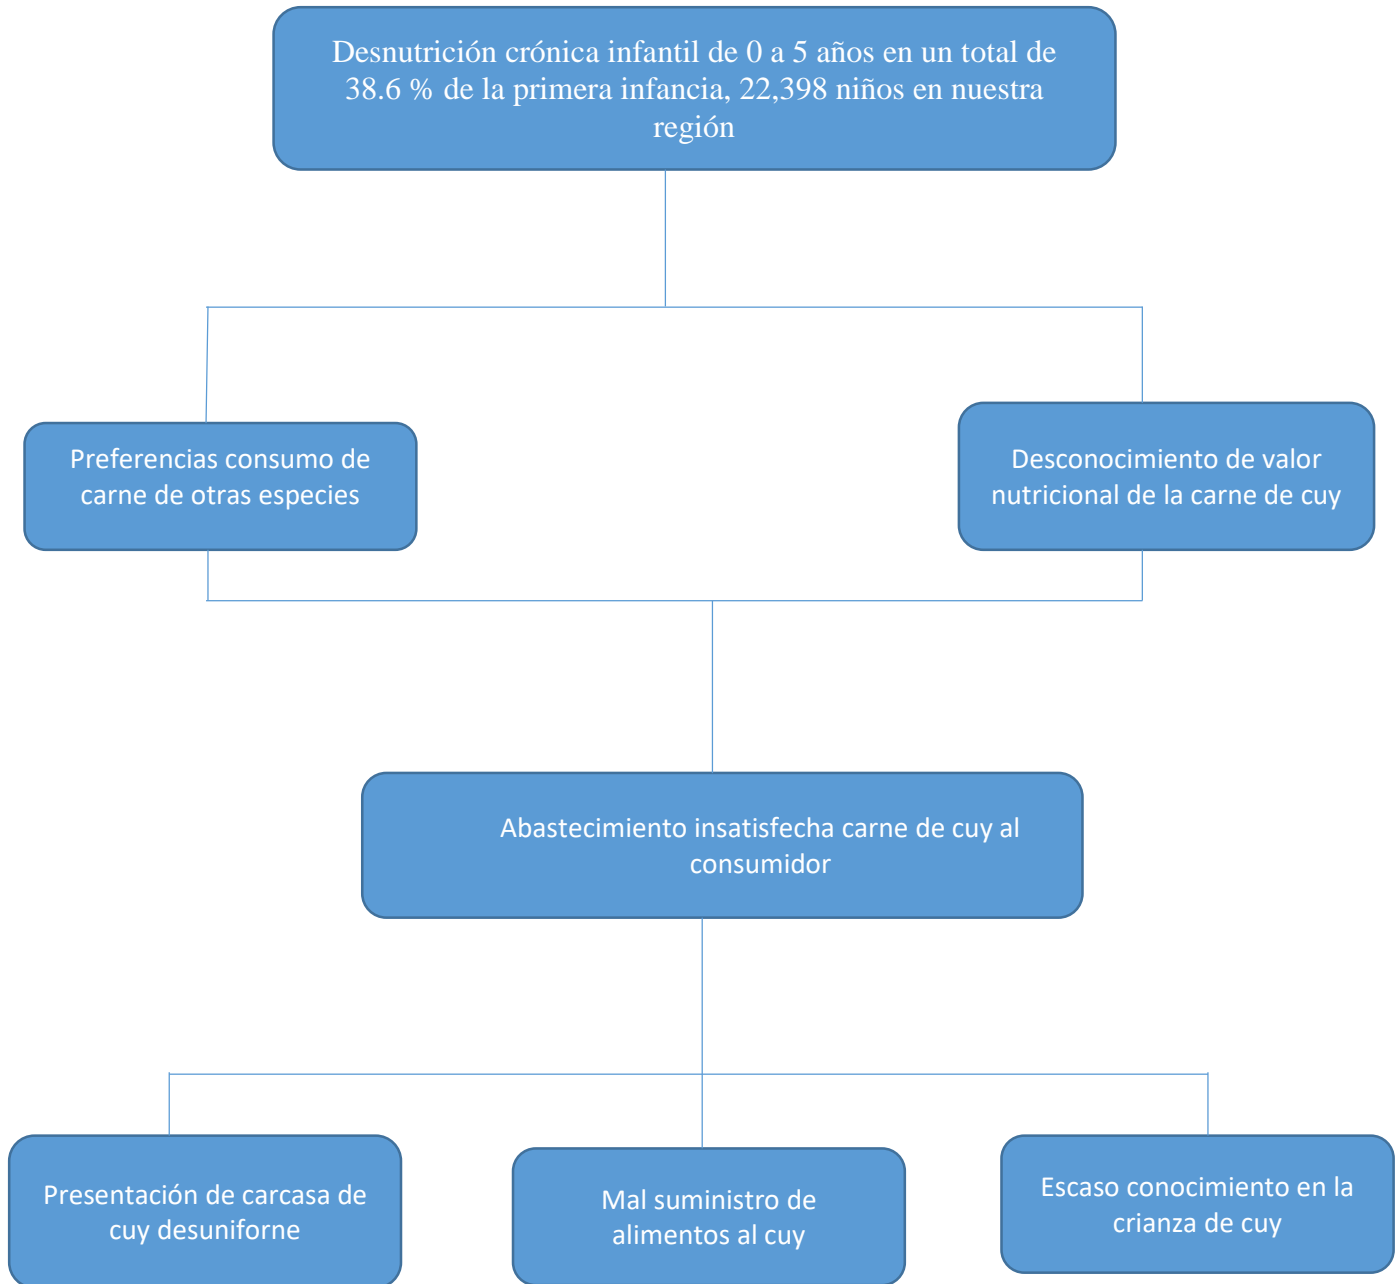 Desnutrición crónica infantil de 0 a 5 años en un total de
38.6 % de la primera infancia, 22,398 niños en nuestra
región
Preferencias consumo de
carne de otras especies
Desconocimiento de valor
nutricional de la carne de cuy
Abastecimiento insatisfecha carne de cuy al
consumidor
Presentación de carcasa de
cuy desuniforne
Mal suministro de
alimentos al cuy
Escaso conocimiento en la
crianza de cuy